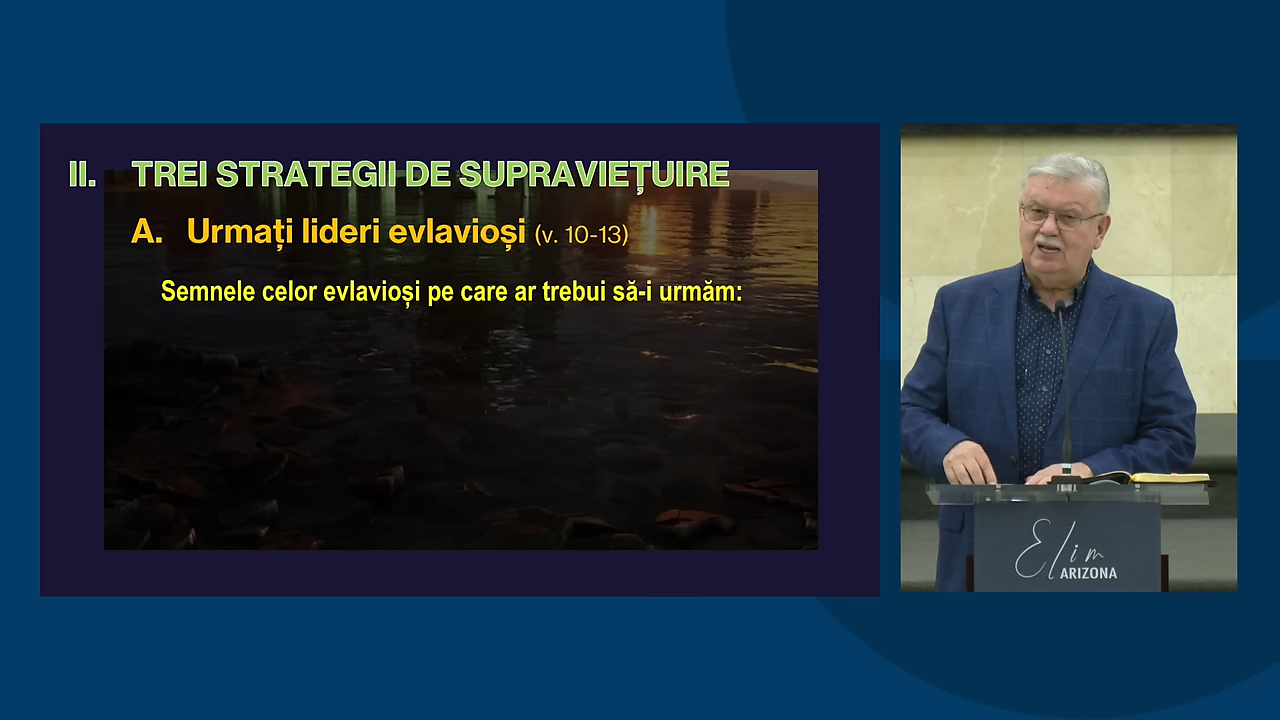 II. TREI STRATEGII DE SUPRAVIEȚUIRE
A. Urmați lideri evlavioși (v. 10-13)
Semnele celor evlavioși pe care ar trebui să-i urmăm:
Elim
ARIZONA